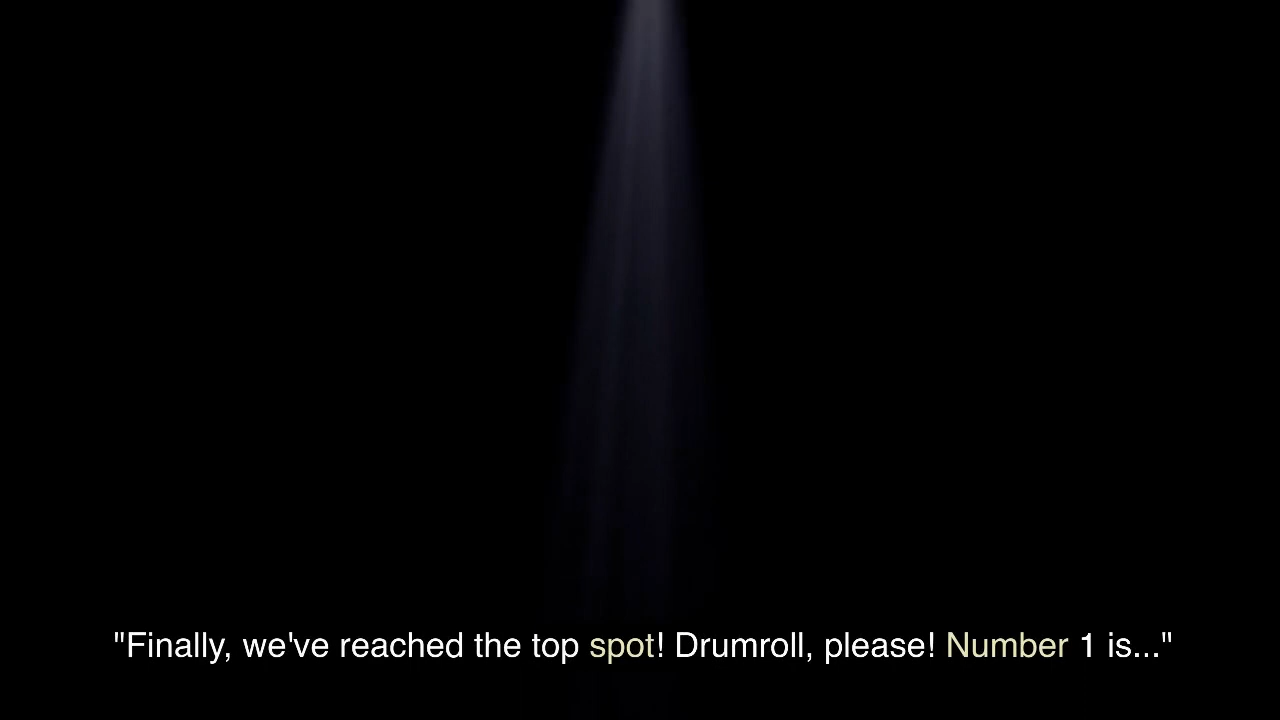 "Finally, we've reached the top spot! Drumroll, please! Number 1 is..."